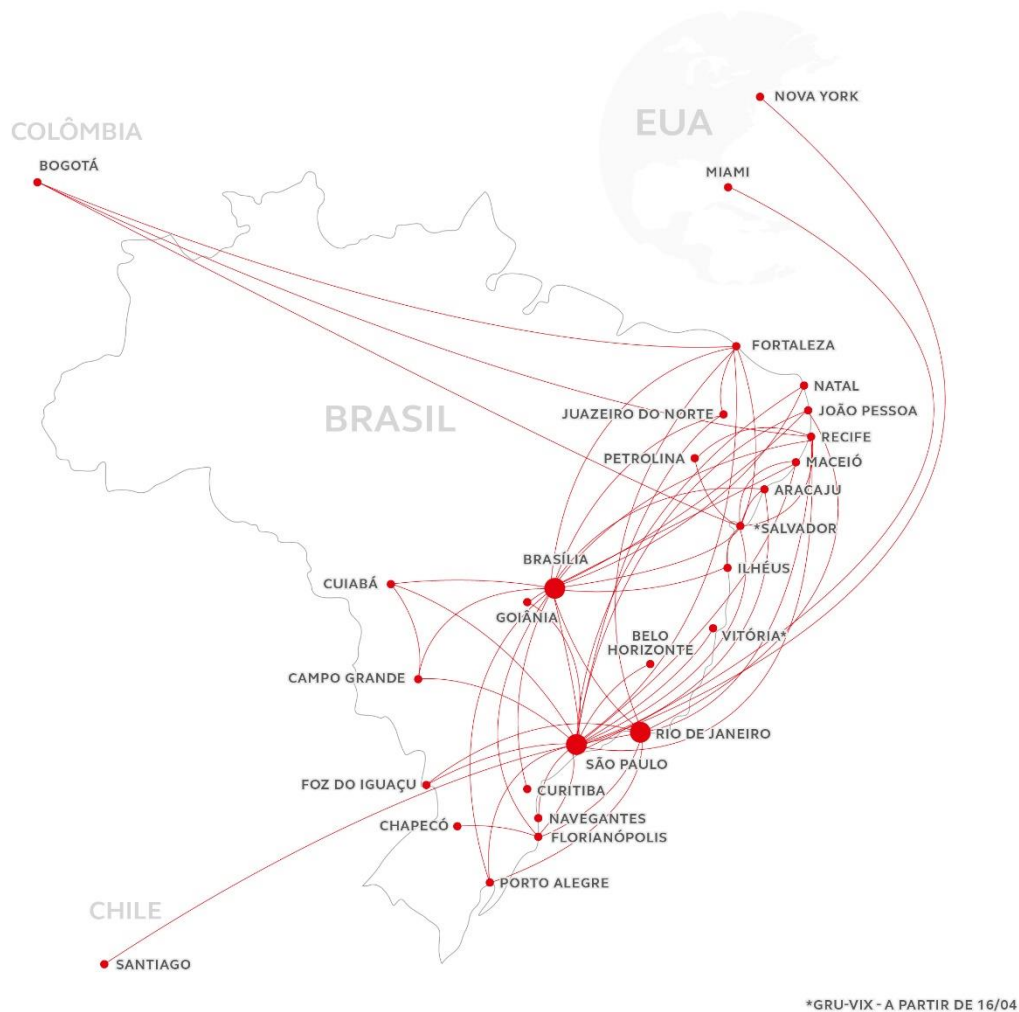 NOVA YORK
EUA
COLÔMBIA
BOGOTÁ
MIAMI
FORTALEZA
NATAL
BRASIL
JUAZEIRO DO NORTE
JOÃO PESSOA
RECIFE
PETROLINA
MACEIÓ
ARACAJU
*SALVADOR
BRASÍLIA
ILHÉUS
CUIABÁ
GOIÂNIA
BELO
HORIZONTE
VITÓRIA*
CAMPO GRANDE
RIO DE JANEIRO
SÃO PAULO
FOZ DO IGUAÇU
CURITIBA
NAVEGANTES
CHAPECÓ
FLORIANÓPOLIS
PORTO ALEGRE
CHILE
SANTIAGO
*GRU-VIX - A PARTIR DE 16/04